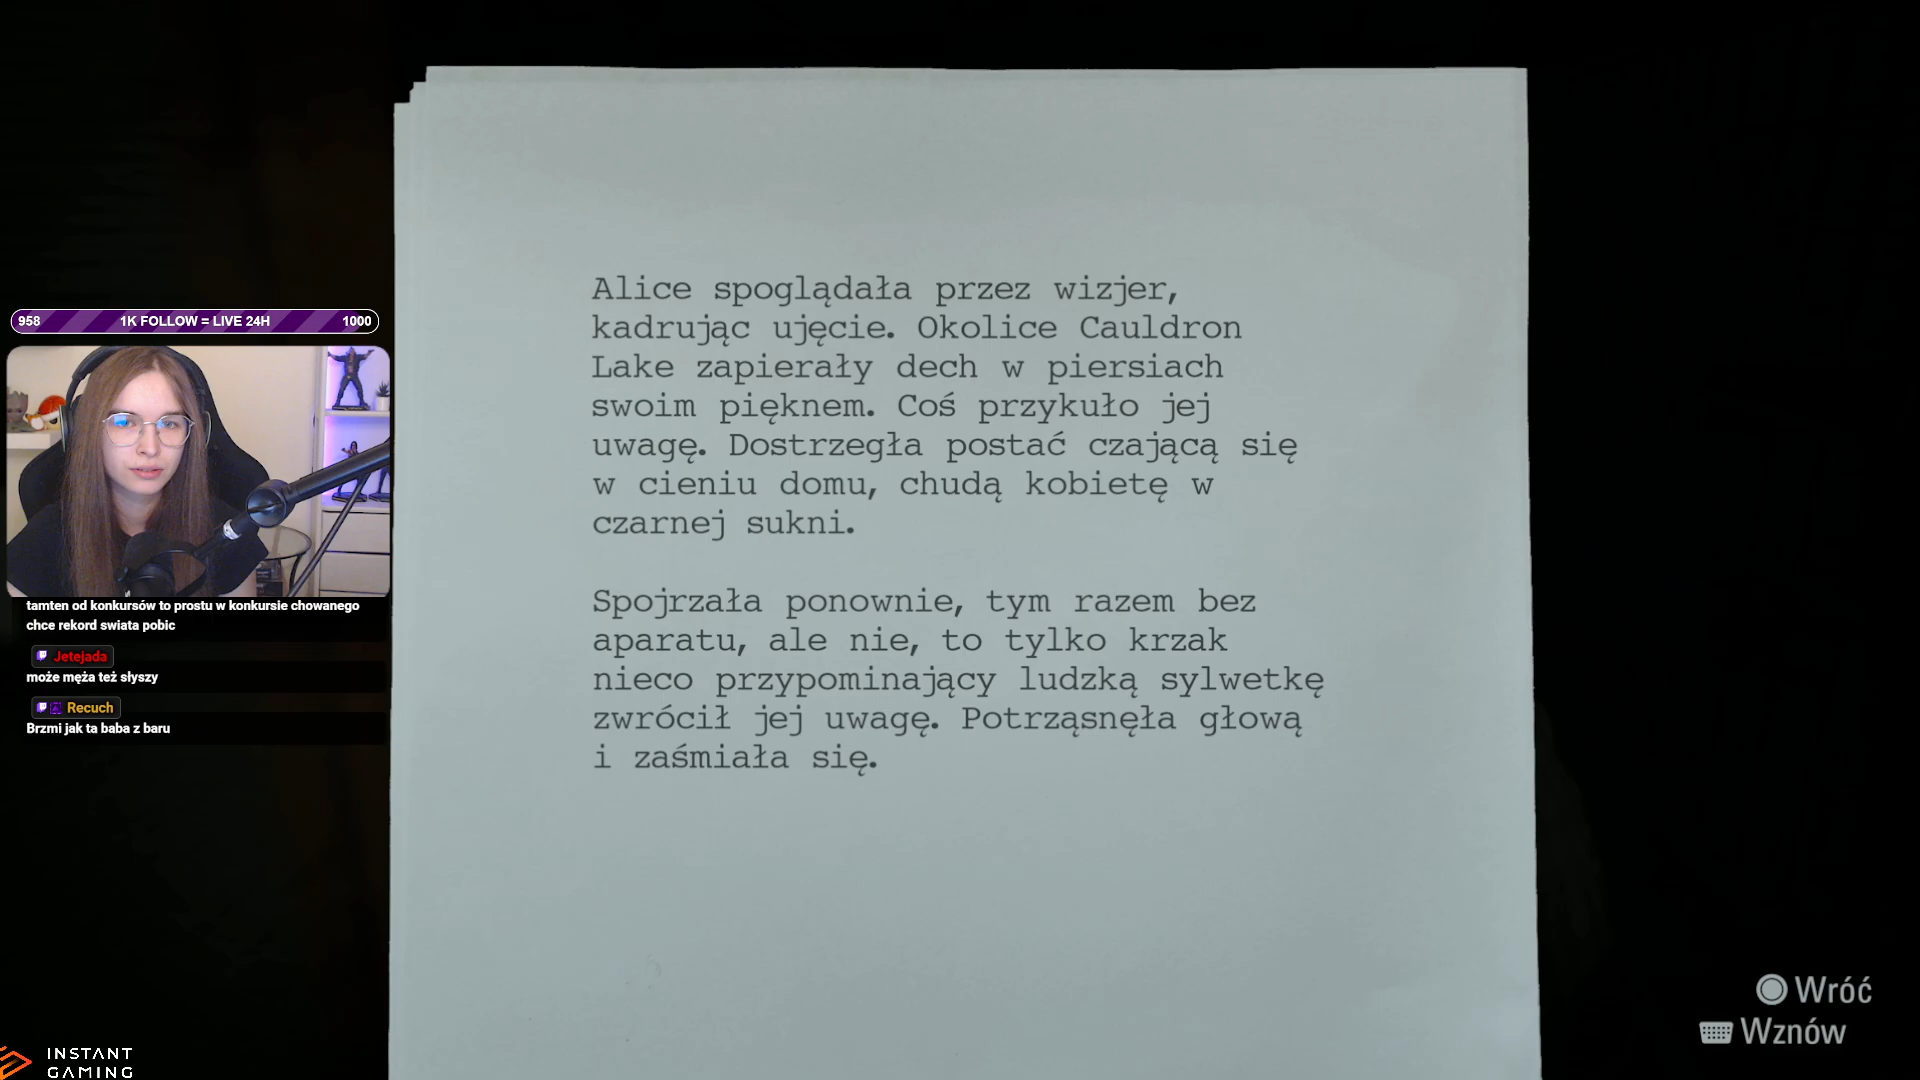 Alice spoglądała przez wizjer,
kadrując ujęcie. Okolice Cauldron
Lake zapierały dech w piersiach
swoim pięknem. Coś przykuło jej
uwagę. Dostrzegła postać czającą się
w cieniu domu, chudą kobietę w
czarnej sukni.
Spojrzała ponownie, tym razem bez
aparatu, ale nie, to tylko krzak
nieco przypominający ludzką sylwetkę
zwrócił jej uwagę. Potrząsnęła głową
i zaśmiała się.
958 1K FOLLOW = LIVE 24H 1000
tamten od konkursów to prostu w konkursie chowanego
chce rekord swiata pobic
Jetejada
może męża też słyszy
Recuch
Brzmi jak ta baba z baru
INSTANT
GAMING
Wróć
Wznów